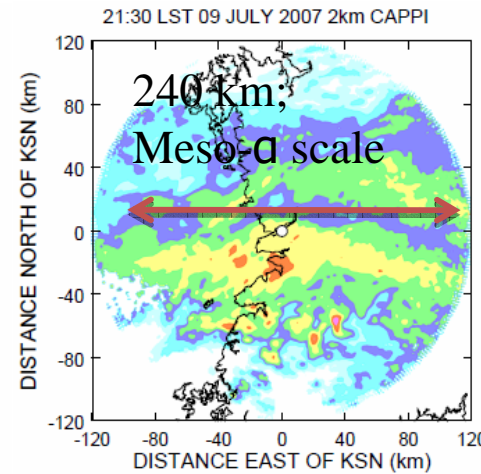 21:30 LST 09 JULY 2007 2km CAPPI
240 km;
Meso-α scale
DISTANCE NORTH OF KSN (km)
120
80
40
0
-40
-80
-120
-120
-80
-40
0
40
80
120
DISTANCE EAST OF KSN (km)